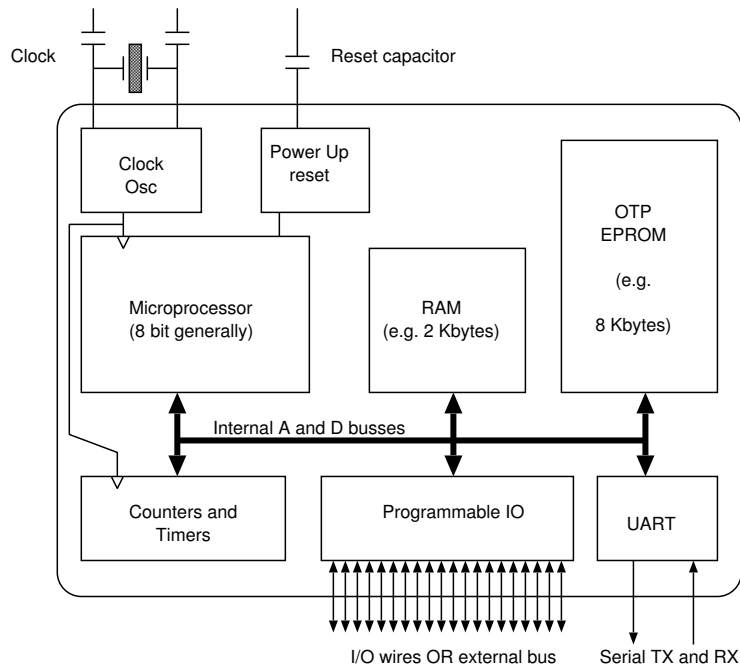 Clock
Reset capacitor
Clock
Osc
Power Up
reset
OTP
EPROM
(e.g.
8 Kbytes)
Microprocessor
(8 bit generally)
RAM
(e.g. 2 Kbytes)
Internal A and D busses
Counters and
Timers
Programmable IO
UART
I/O wires OR external bus
Serial TX and RX